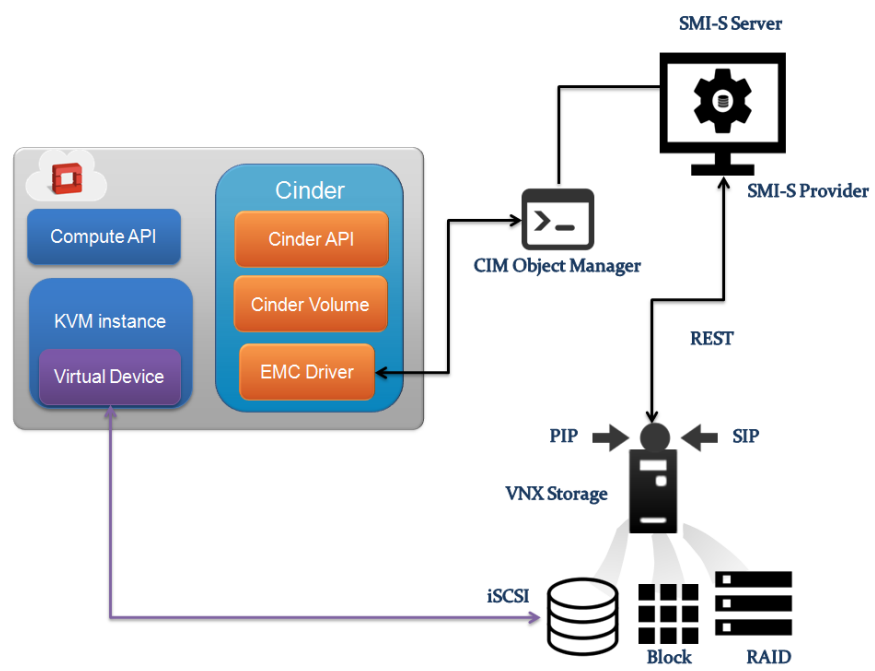 SMI-S Server
SMI-S Provider
Cinder
Compute API
Cinder API
CIM Object Manager
Cinder Volume
KVM instance
REST
EMC Driver
Virtual Device
PIP
SIP
VNX Storage
iSCSI
Block
RAID